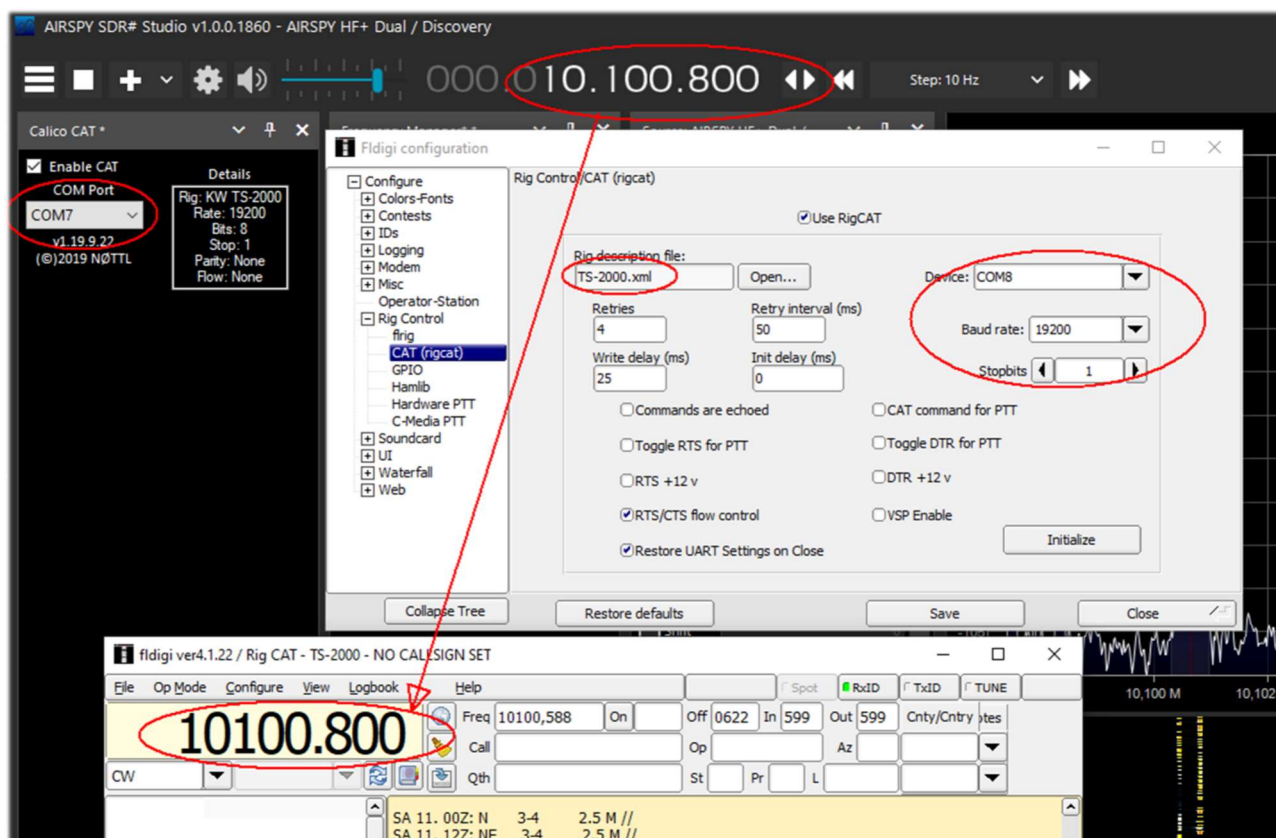 AIRSPY SDR# Studio v1.0.0.1860 - AIRSPY HF+ Dual / Discovery
000.010.100.800
Step: 10 Hz
Calico CAT *
Enable CAT
COM Port
COM7
v1.19.9.22
(©)2019 NØTTL
Details
Rig: KW TS-2000
Rate: 19200
Bits: 8
Stop: 1
Parity: None
Flow: None
Fldigi configuration
Configure
Colors-Fonts
Contests
IDs
Logging
Modem
Misc
Operator-Station
Rig Control
flrig
CAT (rigcat)
GPIO
Hamlib
Hardware PTT
C-Media PTT
Soundcard
UI
Waterfall
Web
Rig Control/CAT (rigcat)
Use RigCAT
Rig description file:
TS-2000.xml
Open...
Device: COM8
Retries
4
Retry interval (ms)
50
Baud rate: 19200
Write delay (ms)
25
Init delay (ms)
0
Stopbits 1
Commands are echoed
CAT command for PTT
Toggle RTS for PTT
Toggle DTR for PTT
RTS +12 v
DTR +12 v
RTS/CTS flow control
VSP Enable
Restore UART Settings on Close
Initialize
Collapse Tree
Restore defaults
Save
Close
10,100 M
10,102
fldigi ver4.1.22 / Rig CAT - TS-2000 - NO CALLSIGN SET
File Op Mode Configure View Logbook Help
Spot RxID TxID TUNE
10100.800
Freq 10100,588 On Off 0622 In 599 Out 599 Cnty/Cntry
Call Op Az
CW
Qth St Pr L
SA 11. 00Z: N 3-4 2.5 M //
SA 11. 12Z: NE 3-4 2.5 M //